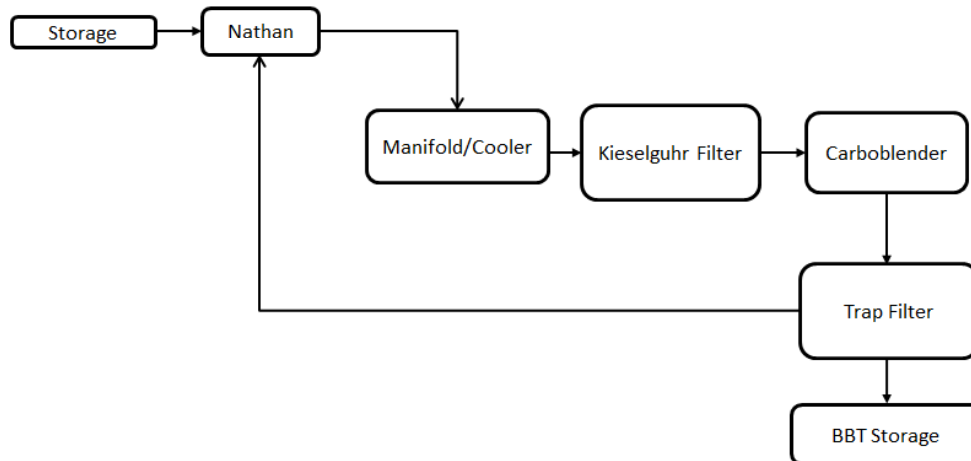 Storage
Nathan
Manifold/Cooler
Kieselguhr Filter
Carboblender
Trap Filter
BBT Storage